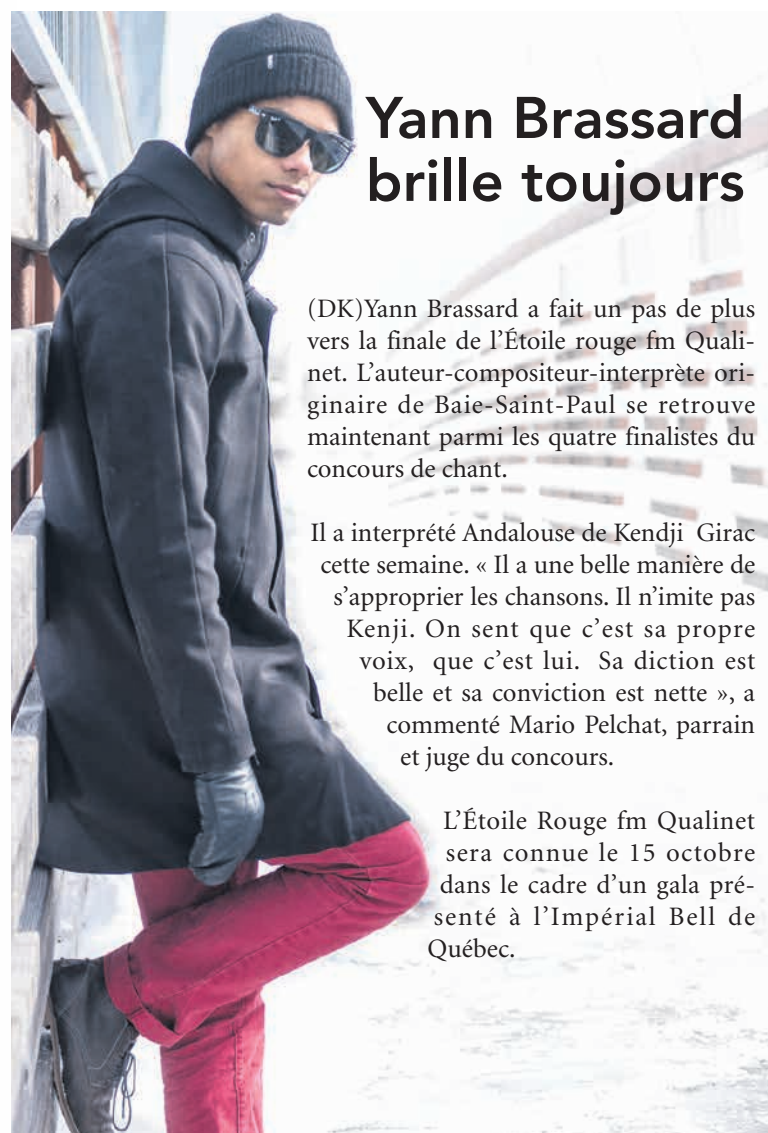 Yann Brassard
brille toujours
(DK)Yann Brassard a fait un pas de plus
vers la finale de l’Étoile rouge fm Quali-
net. L’auteur-compositeur-interprète ori-
ginaire de Baie-Saint-Paul se retrouve
maintenant parmi les quatre finalistes du
concours de chant.
Il a interprété Andalouse de Kendji Girac
cette semaine. « Il a une belle manière de
s’approprier les chansons. Il n’imite pas
Kenji. On sent que c’est sa propre
voix, que c’est lui. Sa diction est
belle et sa conviction est nette », a
commenté Mario Pelchat, parrain
et juge du concours.
L’Étoile Rouge fm Qualinet
sera connue le 15 octobre
dans le cadre d’un gala pré-
senté à l’Impérial Bell de
Québec.